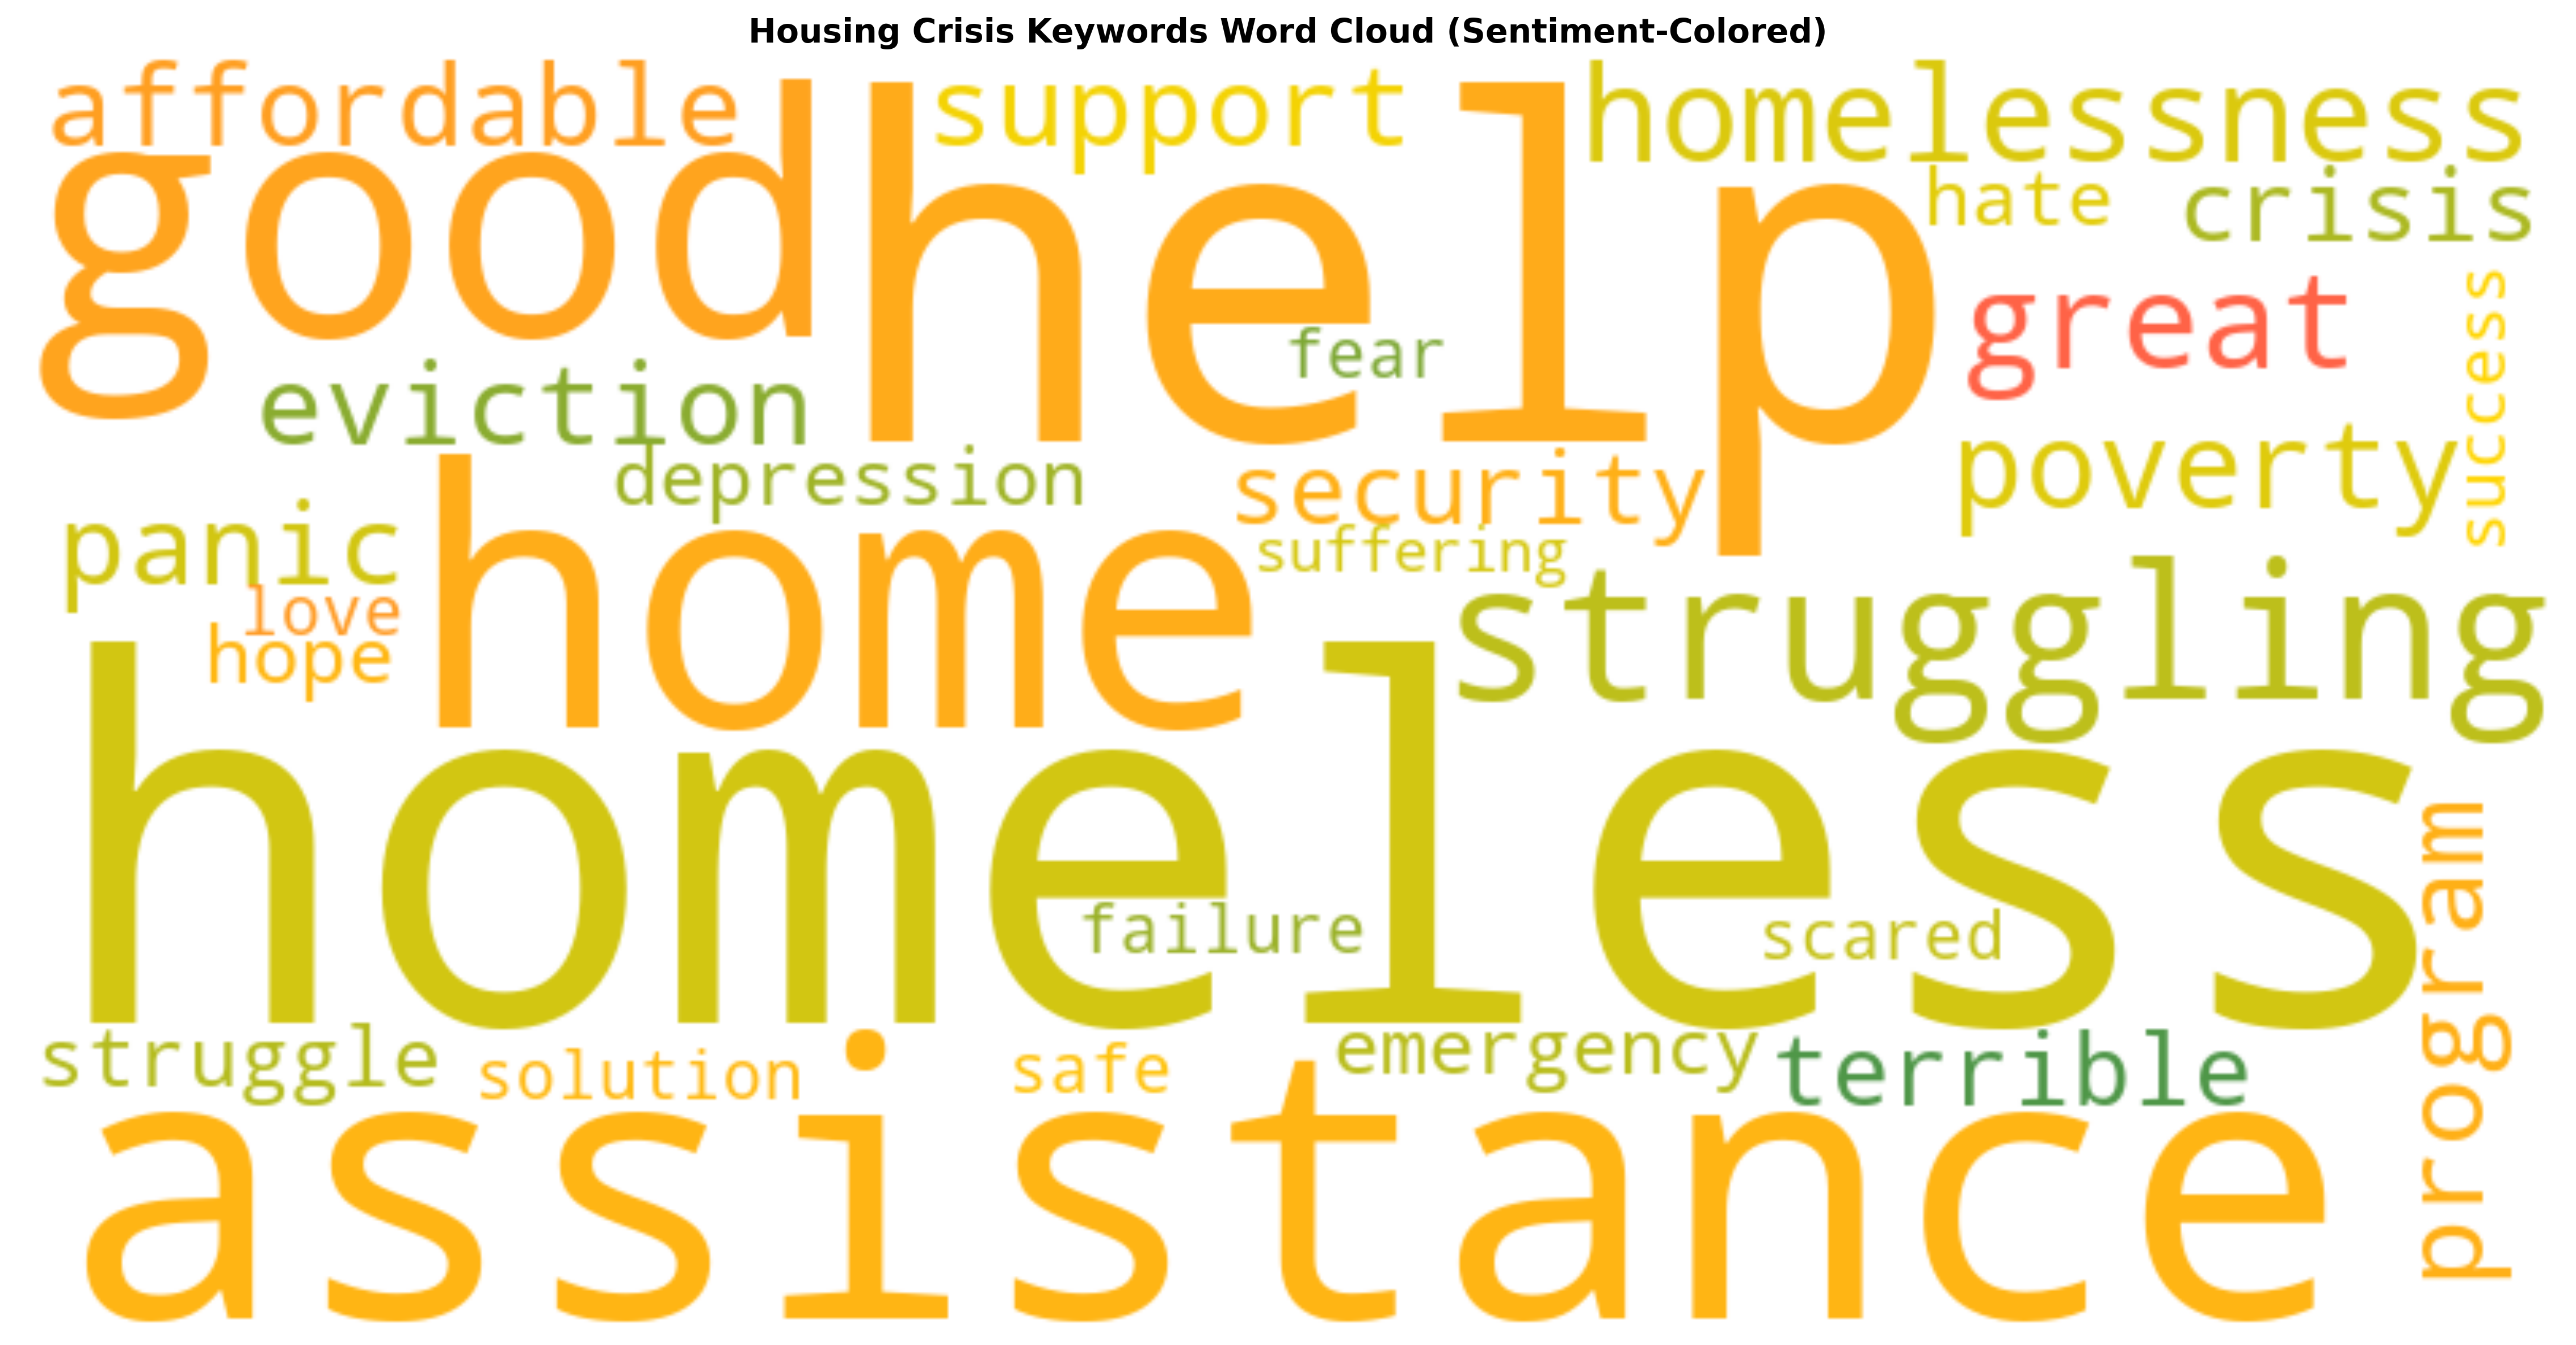 Housing Crisis Keywords Word Cloud (Sentiment-Colored)
affordable
support
homelessness
good
help
hate
crisis
great
success
fear
eviction
depression
security
poverty
panic
suffering
love
home
hope
struggling
homeless
failure
scared
program
struggle
solution
safe
emergency
terrible
assistance